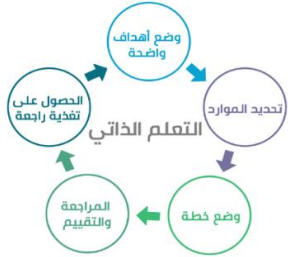 وضع أهداف
واضحة
تحديد الموارد
وضع خطة
المراجعة
والتقييم
الحصول على
تغذية راجعة
التعلم الذاتي